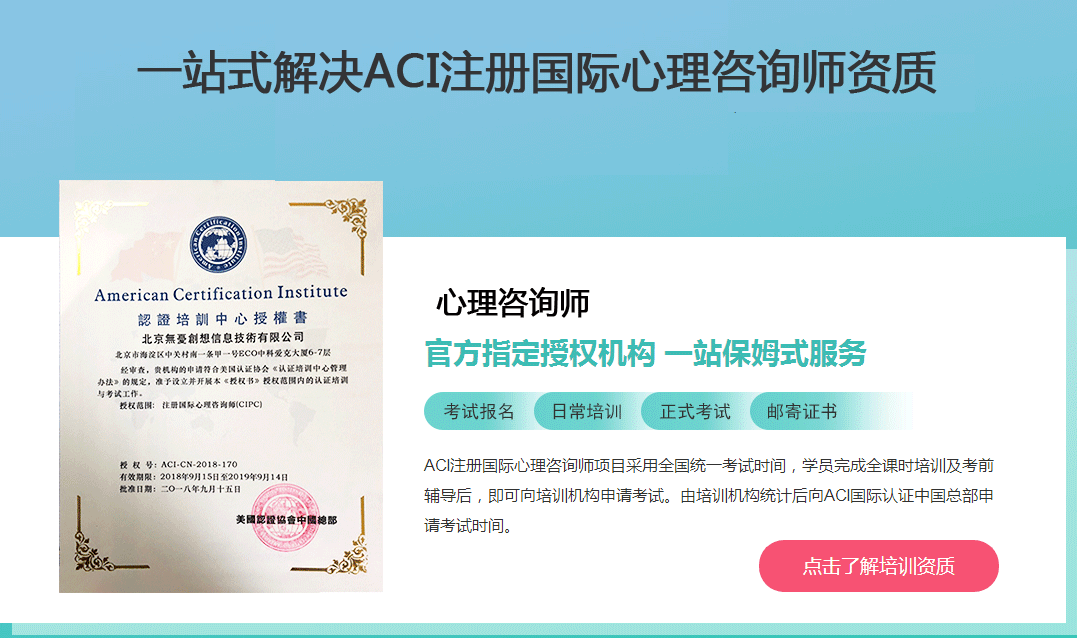 一站式解决ACI注册国际心理咨询师资质
American Certification Institute
American Certification Institute
認證培訓中心授權書
北京無憂創想信息技術有限公司
北京市海淀区中关村南一条甲一号ECO中科爱克大厦6-7层
经审查，贵机构的申请符合美国认证协会《认证培训中心管理
办法》的规定，准予设立并开展本《授权书》授权范围内的认证培训
与考试工作。
授权范围：注册国际心理咨询师(CIPC)
授 权 号：ACI-CN-2018-170
有效期限：2018年9月15日至2019年9月14日
批准日期：二〇一八年九月十五日
美國認證協會中國總部
心理咨询师
官方指定授权机构 一站保姆式服务
考试报名 日常培训 正式考试 邮寄证书
ACI注册国际心理咨询师项目采用全国统一考试时间，学员完成全课时培训及考前
辅导后，即可向培训机构申请考试。由培训机构统计后向ACI国际认证中国总部申
请考试时间。
点击了解培训资质